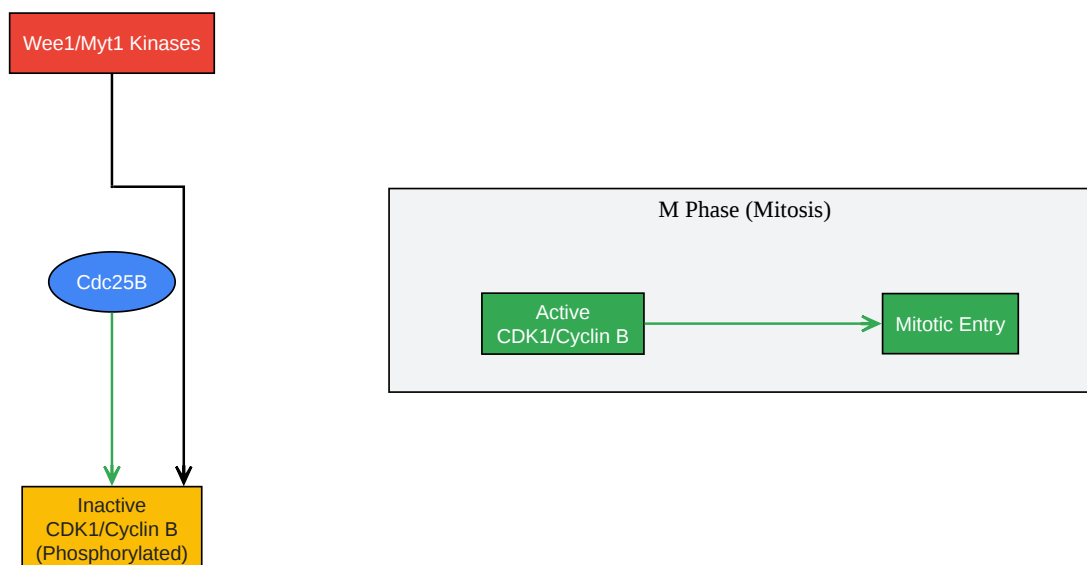 Wee1/Myt1 Kinases
M Phase (Mitosis)
Cdc25B
Active
CDK1/Cyclin B
Mitotic Entry
Inactive
CDK1/Cyclin B
(Phosphorylated)